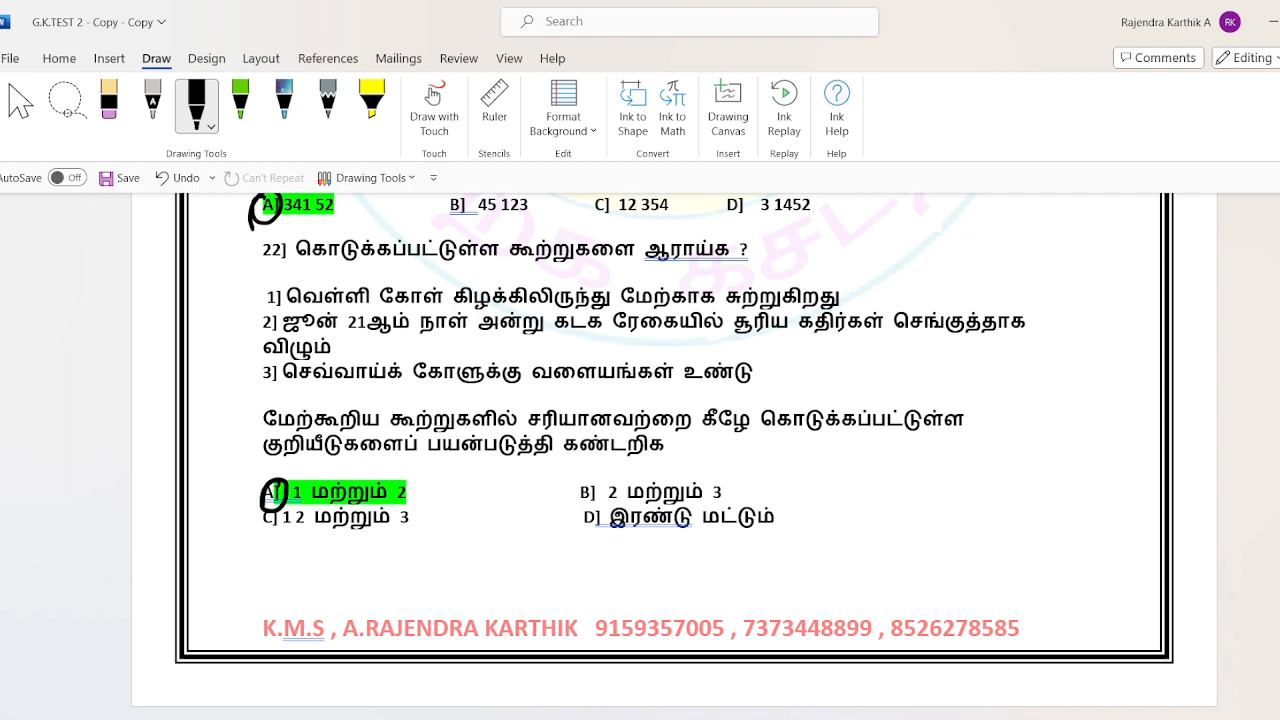 G.K.TEST 2 - Copy - Copy
Search
Rajendra Karthik A RK
File Home Insert Draw Design Layout References Mailings Review View Help
Comments Editing
Draw with Touch
Ruler
Format Background
Ink to Shape
Ink to Math
Drawing Canvas
Ink Replay
Ink Help
Drawing Tools Touch Stencils Edit Convert Insert Replay Help
AutoSave Off Save Undo Can't Repeat Drawing Tools
A] 341 52 B] 45 123 C] 12 354 D] 3 1452
22] கொடுக்கப்பட்டுள்ள கூற்றுகளை ஆராய்க ?
1] வெள்ளி கோள் கிழக்கிலிருந்து மேற்காக சுற்றுகிறது
2] ஜூன் 21ஆம் நாள் அன்று கடக ரேகையில் சூரிய கதிர்கள் செங்குத்தாக
விழும்
3] செவ்வாய்க் கோளுக்கு வளையங்கள் உண்டு
மேற்கூறிய கூற்றுகளில் சரியானவற்றை கீழே கொடுக்கப்பட்டுள்ள
குறியீடுகளைப் பயன்படுத்தி கண்டறிக
A] 1 மற்றும் 2 B] 2 மற்றும் 3
C] 1 2 மற்றும் 3 D] இரண்டு மட்டும்
K.M.S , A.RAJENDRA KARTHIK 9159357005 , 7373448899 , 8526278585